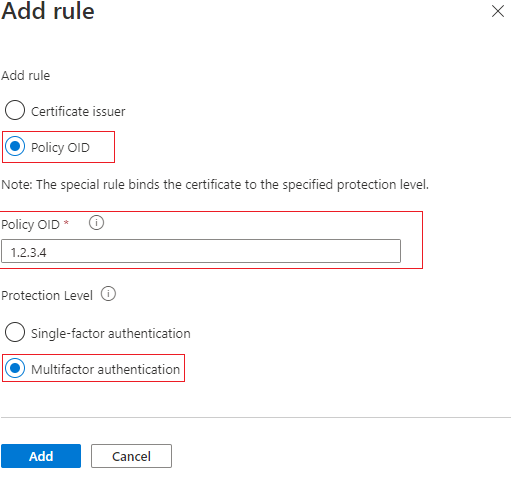 Add rule
Add rule
Certificate issuer
Policy OID
Note: The special rule binds the certificate to the specified protection level.
Policy OID *
1.2.3.4
Protection Level
Single-factor authentication
Multifactor authentication
Add Cancel